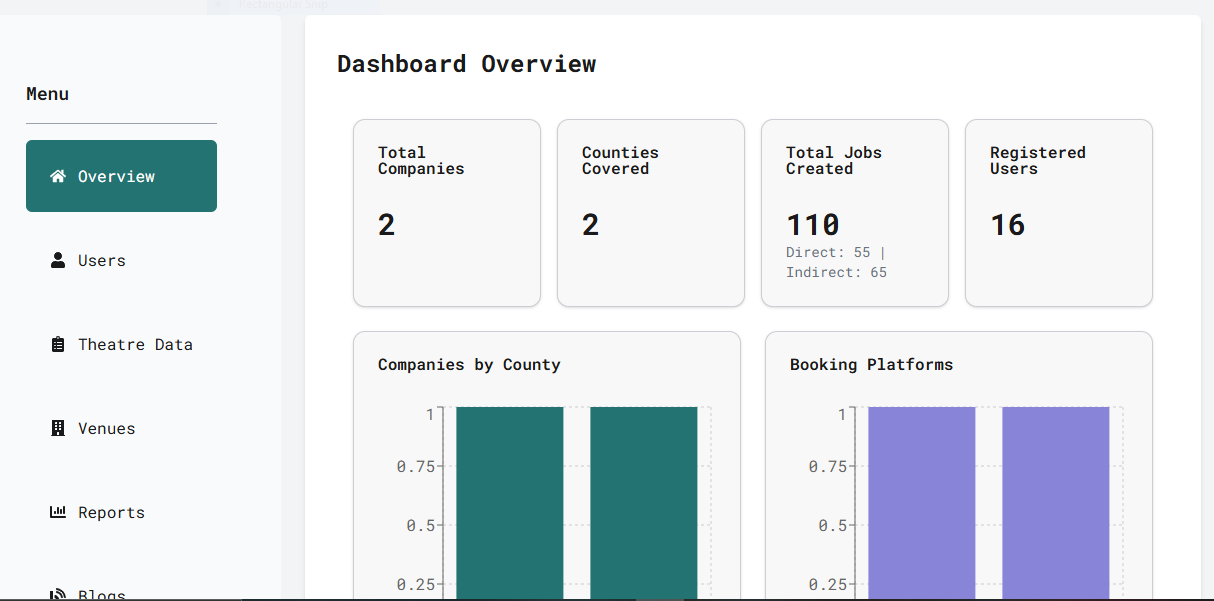 Rectangular Snip
Menu
Overview
Users
Theatre Data
Venues
Reports
Blogs
Dashboard Overview
Total
Companies
2
Counties
Covered
2
Total Jobs
Created
110
Direct: 55 |
Indirect: 65
Registered
Users
16
Companies by County
1
0.75
0.5
0.25
Booking Platforms
1
0.75
0.5
0.25